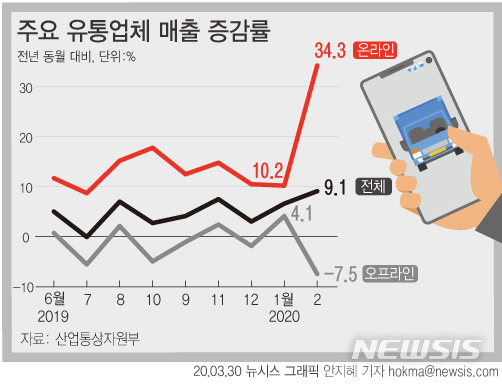 주요 유통업체 매출 증감률
전년 동월 대비, 단위:%
34.3 온라인
30
20
10.2
10
9.1 전체
4.1
0
-7.5 오프라인
-10
6월 7 8 9 10 11 12 1월 2
2019 2020
자료: 산업통상자원부
NEWSIS
20.03.30 뉴시스 그래픽 안지혜 기자 hokma@newsis.com